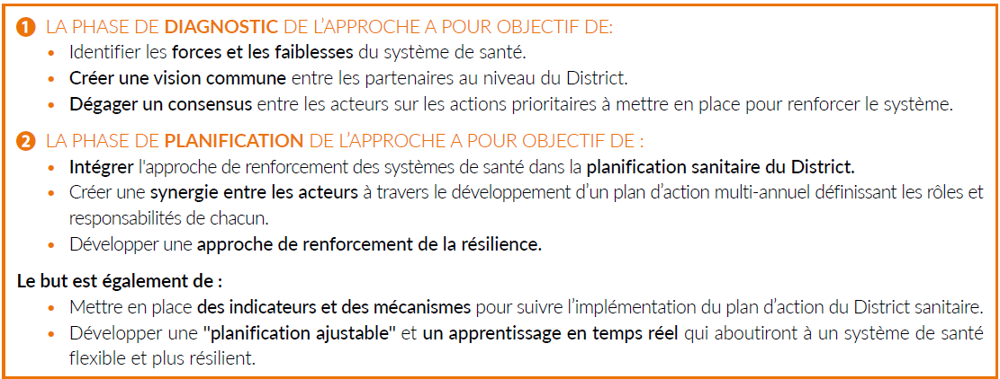 1 LA PHASE DE DIAGNOSTIC DE L’APPROCHE A POUR OBJECTIF DE:
• Identifier les forces et les faiblesses du système de santé.
• Créer une vision commune entre les partenaires au niveau du District.
• Dégager un consensus entre les acteurs sur les actions prioritaires à mettre en place pour renforcer le système.
2 LA PHASE DE PLANIFICATION DE L’APPROCHE A POUR OBJECTIF DE :
• Intégrer l'approche de renforcement des systèmes de santé dans la planification sanitaire du District.
• Créer une synergie entre les acteurs à travers le développement d’un plan d’action multi-annuel définissant les rôles et
responsabilités de chacun.
• Développer une approche de renforcement de la résilience.
Le but est également de :
• Mettre en place des indicateurs et des mécanismes pour suivre l’implémentation du plan d’action du District sanitaire.
• Développer une "planification ajustable" et un apprentissage en temps réel qui aboutiront à un système de santé
flexible et plus résilient.